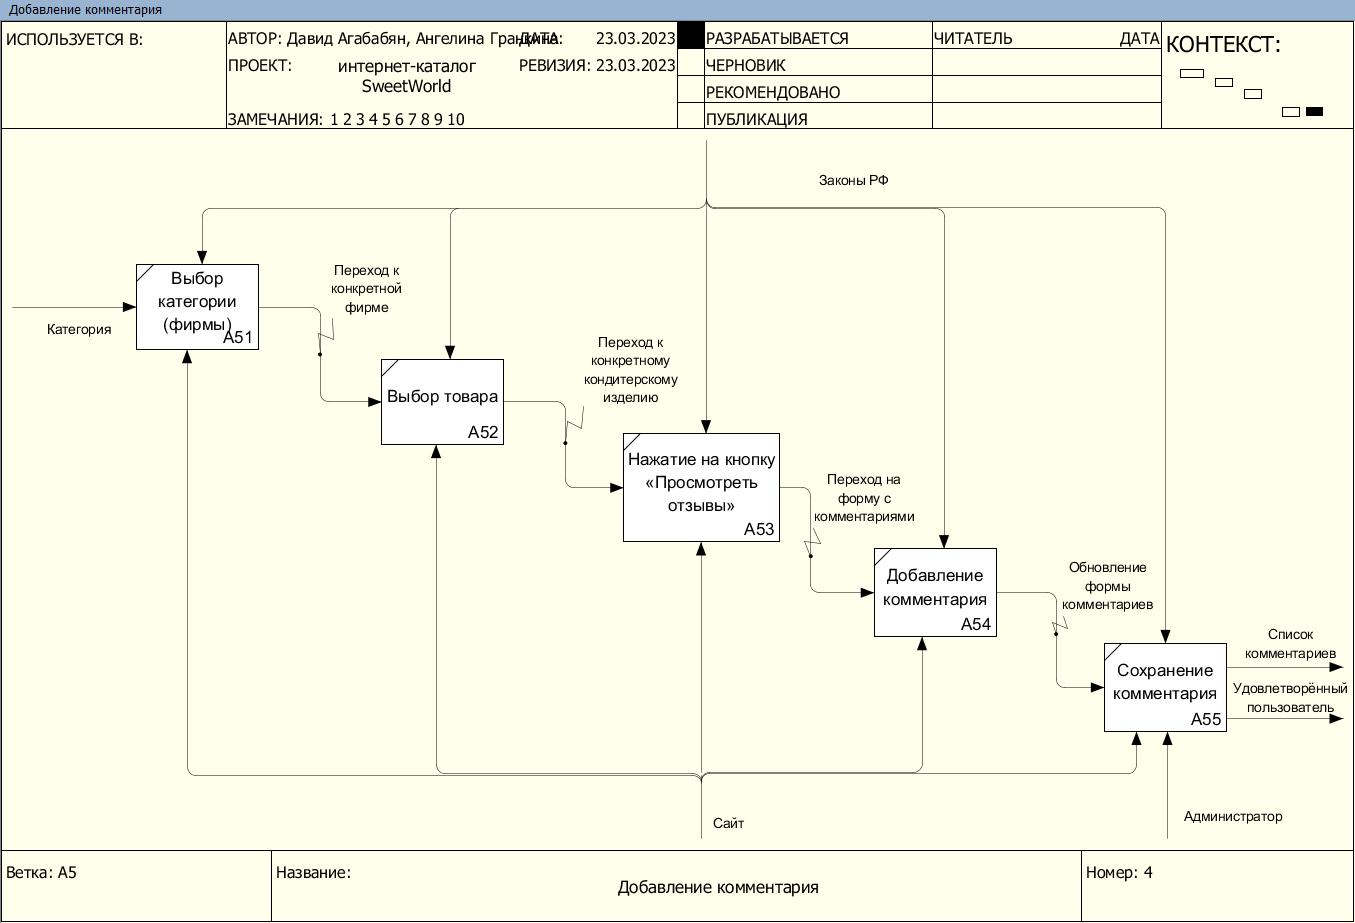 Добавление комментария
ИСПОЛЬЗУЕТСЯ В:
АВТОР: Давид Агабабян, Ангелина Гранкина
ДАТА: 23.03.2023
ПРОЕКТ: интернет-каталог
SweetWorld
РЕВИЗИЯ: 23.03.2023
ЗАМЕЧАНИЯ: 1 2 3 4 5 6 7 8 9 10
РАЗРАБАТЫВАЕТСЯ
ЧЕРНОВИК
РЕКОМЕНДОВАНО
ПУБЛИКАЦИЯ
ЧИТАТЕЛЬ ДАТА
КОНТЕКСТ:
Законы РФ
Категория
Выбор
категории
(фирмы)
A51
Переход к
конкретной
фирме
Выбор товара
A52
Переход к
конкретному
кондитерскому
изделию
Нажатие на кнопку
«Просмотреть
отзывы»
A53
Переход на
форму с
комментариями
Добавление
комментария
A54
Обновление
формы
комментариев
Сохранение
комментария
A55
Список
комментариев
Удовлетворённый
пользователь
Сайт
Администратор
Ветка: A5
Название:
Добавление комментария
Номер: 4